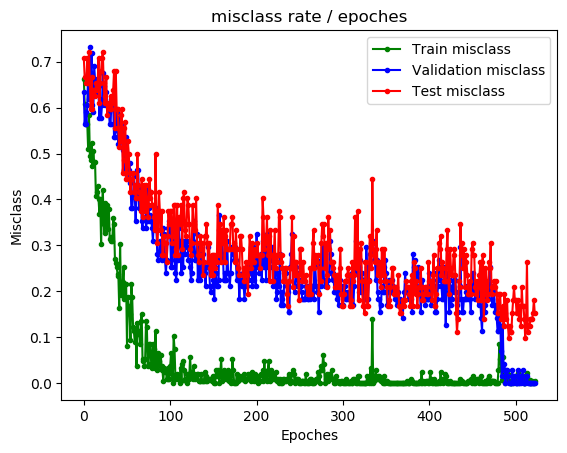 misclass rate / epoches
Train misclass
Validation misclass
Test misclass
Misclass
0.7
0.6
0.5
0.4
0.3
0.2
0.1
0.0
0 100 200 300 400 500
Epoches